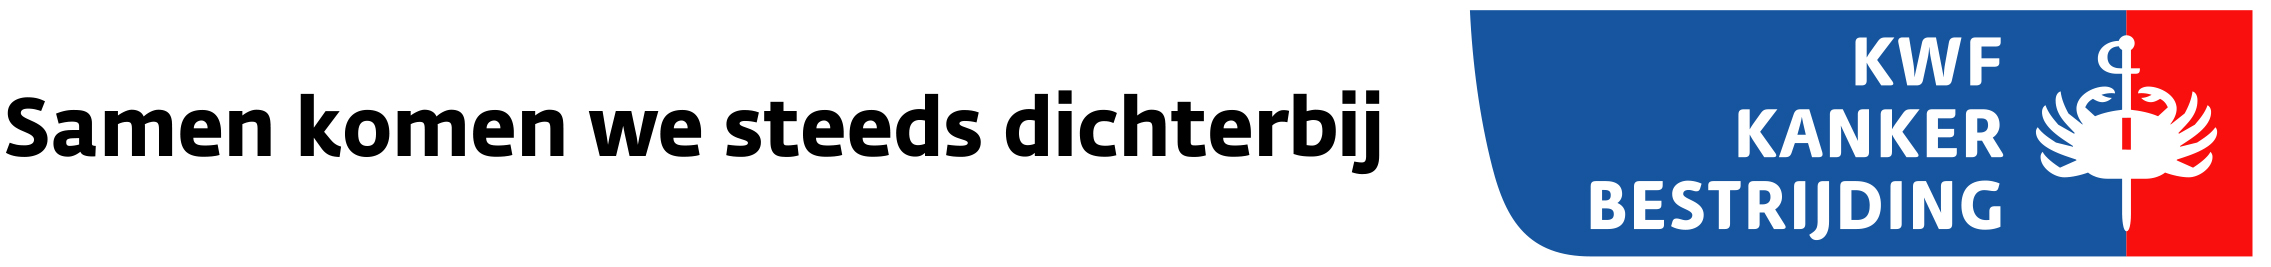 Samen komen we steeds dichterbij
KWF
KANKER
BESTRIJDING